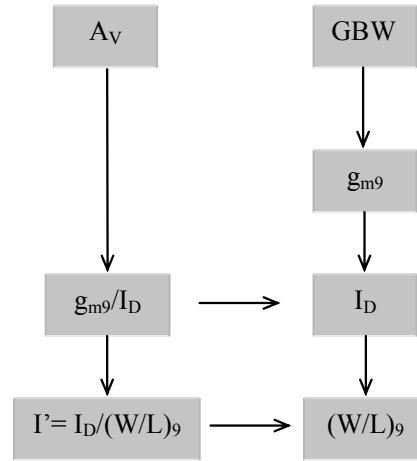 A_V
GBW
g_m9
g_m9/I_D
I_D
I’= I_D/(W/L)_9
(W/L)_9